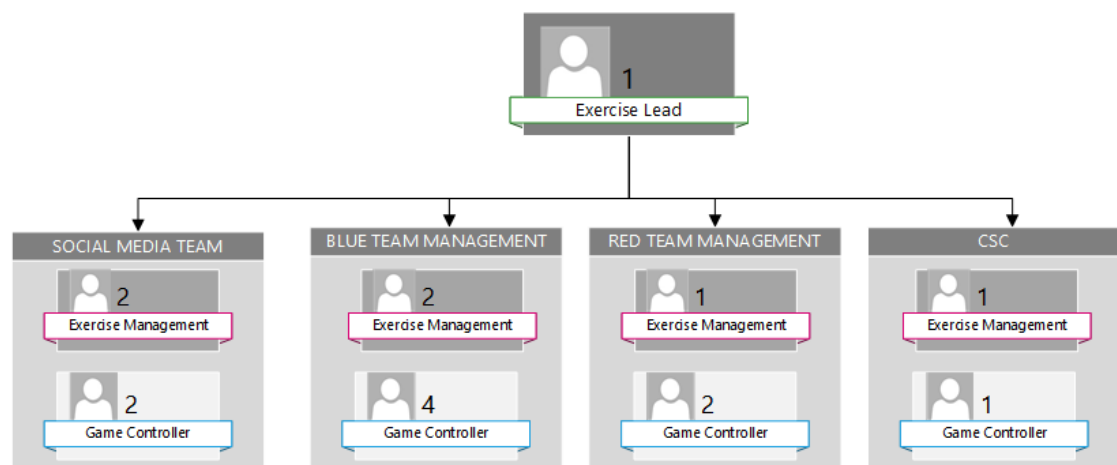 1
Exercise Lead
SOCIAL MEDIA TEAM
2
Exercise Management
2
Game Controller
BLUE TEAM MANAGEMENT
2
Exercise Management
4
Game Controller
RED TEAM MANAGEMENT
1
Exercise Management
2
Game Controller
CSC
1
Exercise Management
1
Game Controller